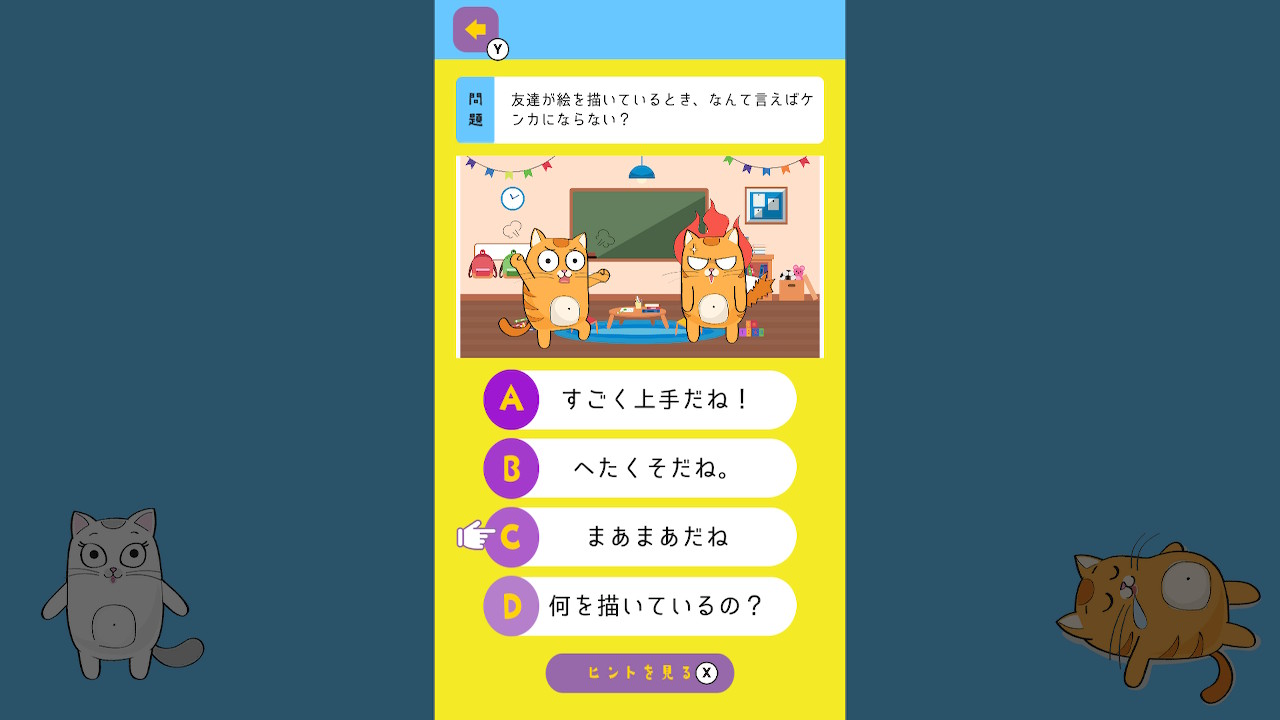 Y
問題
友達が絵を描いているとき、なんて言えばケ
ンカにならない？
A すごく上手だね！
B へたくそだね。
C まあまあだね
D 何を描いているの？
ヒントを見る X